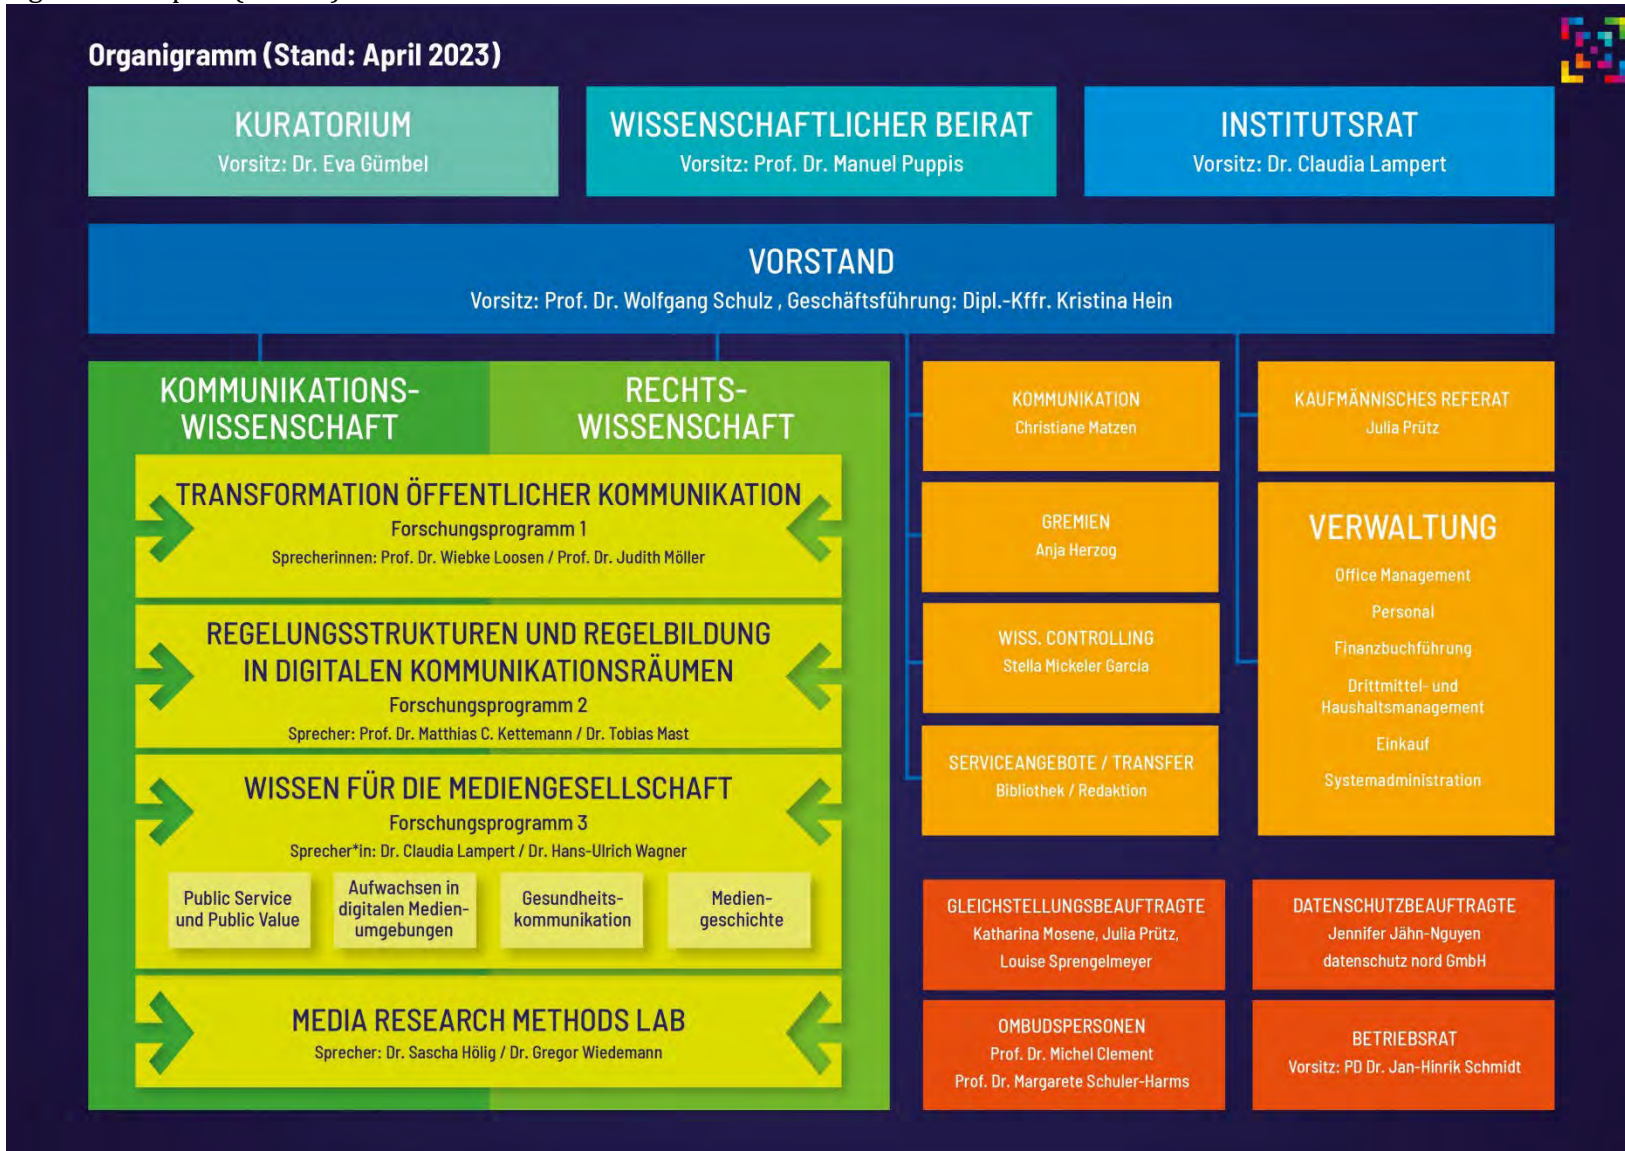 Organigramm (Stand: April 2023)
KURATORIUM
Vorsitz: Dr. Eva Gümbel
WISSENSCHAFTLICHER BEIRAT
Vorsitz: Prof. Dr. Manuel Puppis
INSTITUTSRAT
Vorsitz: Dr. Claudia Lampert
VORSTAND
Vorsitz: Prof. Dr. Wolfgang Schulz , Geschäftsführung: Dipl.-Kffr. Kristina Hein
KOMMUNIKATIONS-
WISSENSCHAFT
RECHTS-
WISSENSCHAFT
TRANSFORMATION ÖFFENTLICHER KOMMUNIKATION
Forschungsprogramm 1
Sprecherinnen: Prof. Dr. Wiebke Loosen / Prof. Dr. Judith Möller
REGELUNGSSTRUKTUREN UND REGELBILDUNG
IN DIGITALEN KOMMUNIKATIONSRÄUMEN
Forschungsprogramm 2
Sprecher: Prof. Dr. Matthias C. Kettemann / Dr. Tobias Mast
WISSEN FÜR DIE MEDIENGESELLSCHAFT
Forschungsprogramm 3
Sprecher*in: Dr. Claudia Lampert / Dr. Hans-Ulrich Wagner
Public Service
und Public Value
Aufwachsen in
digitalen Medien-
umgebungen
Gesundheits-
kommunikation
Medien-
geschichte
MEDIA RESEARCH METHODS LAB
Sprecher: Dr. Sascha Hölig / Dr. Gregor Wiedemann
KOMMUNIKATION
Christiane Matzen
GREMIEN
Anja Herzog
WISS. CONTROLLING
Stella Mickeler García
SERVICEANGEBOTE / TRANSFER
Bibliothek / Redaktion
KAUFMÄNNISCHES REFERAT
Julia Prütz
VERWALTUNG
Office Management
Personal
Finanzbuchführung
Drittmittel- und
Haushaltsmanagement
Einkauf
Systemadministration
GLEICHSTELLUNGSBEAUFTRAGTE
Katharina Mosene, Julia Prütz,
Louise Sprengelmeyer
DATENSCHUTZBEAUFTRAGTE
Jennifer Jähn-Nguyen
datenschutz nord GmbH
OMBUDSPERSONEN
Prof. Dr. Michel Clement
Prof. Dr. Margarete Schuler-Harms
BETRIEBSRAT
Vorsitz: PD Dr. Jan-Hinrik Schmidt